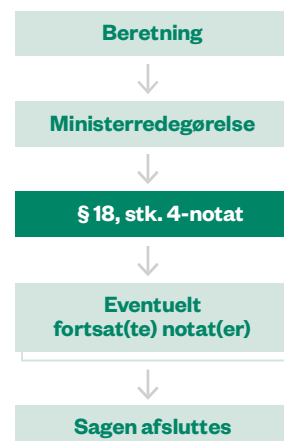 Beretning
Ministerredegørelse
§ 18, stk. 4-notat
Eventuelt
fortsat(te) notat(er)
Sagen afsluttes